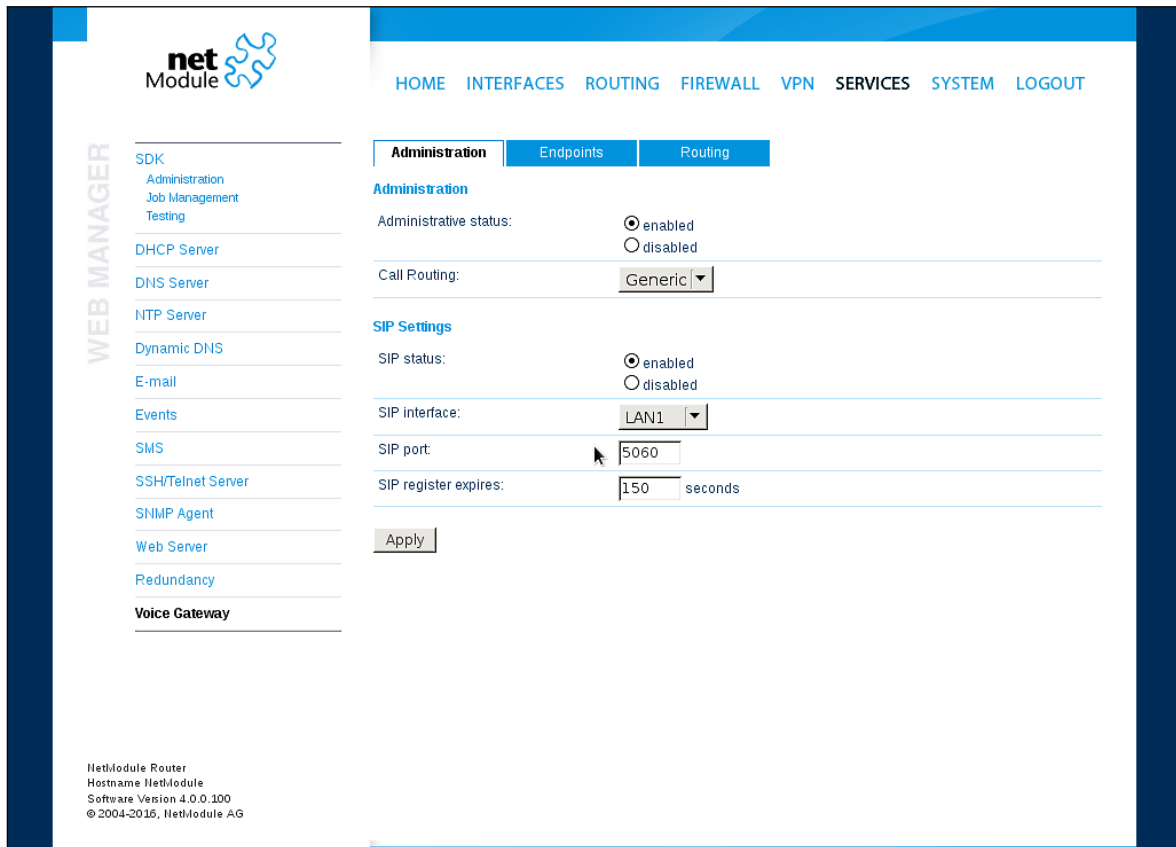 net
Module
HOME INTERFACES ROUTING FIREWALL VPN SERVICES SYSTEM LOGOUT
WEB MANAGER
SDK
Administration
Job Management
Testing
DHCP Server
DNS Server
NTP Server
Dynamic DNS
E-mail
Events
SMS
SSH/Telnet Server
SNMP Agent
Web Server
Redundancy
Voice Gateway
Administration Endpoints Routing
Administration
Administrative status: enabled
disabled
Call Routing: Generic
SIP Settings
SIP status: enabled
disabled
SIP interface: LAN1
SIP port: 5060
SIP register expires: 150 seconds
Apply
NetModule Router
Hostname NetModule
Software Version 4.0.0.100
© 2004-2016, NetModule AG